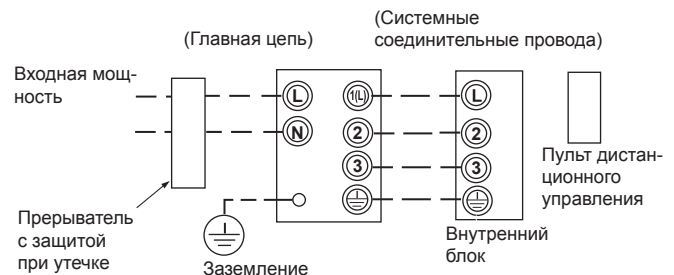 (Системные
соединительные провода)
(Главная цепь)
Входная мощ-
ность
L
1(L)
L
N
2
2
3
3
Пульт дистан-
ционного
управления
Прерыватель
с защитой
при утечке
Заземление
Внутренний
блок